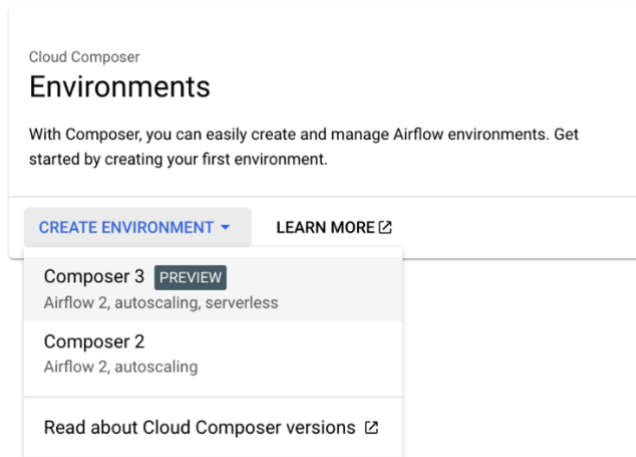 Cloud Composer
Environments
With Composer, you can easily create and manage Airflow environments. Get
started by creating your first environment.
CREATE ENVIRONMENT
LEARN MORE
Composer 3 PREVIEW
Airflow 2, autoscaling, serverless
Composer 2
Airflow 2, autoscaling
Read about Cloud Composer versions